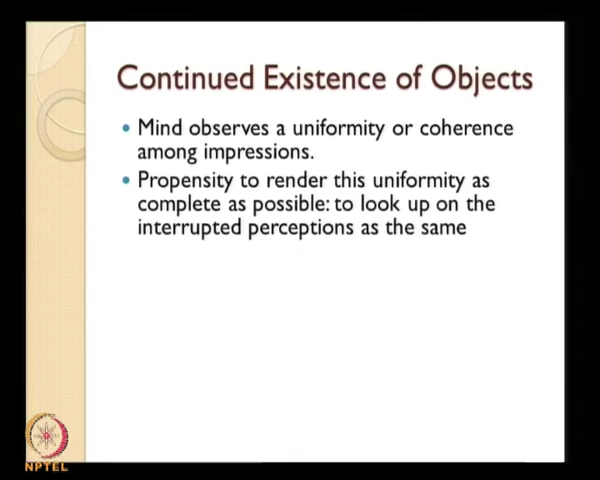 Continued Existence of Objects
• Mind observes a uniformity or coherence
among impressions.
• Propensity to render this uniformity as
complete as possible: to look up on the
interrupted perceptions as the same
NPTEL